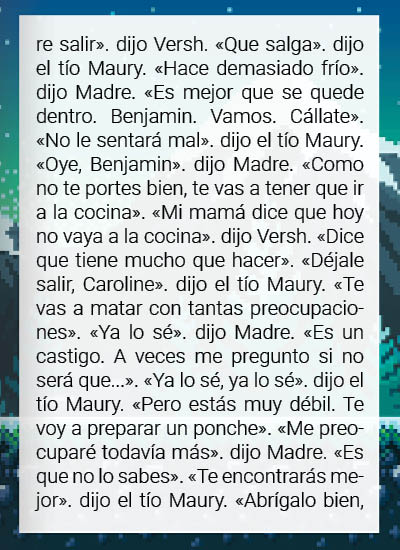 re salir». dijo Versh. «Que salga». dijo
el tío Maury. «Hace demasiado frío».
dijo Madre. «Es mejor que se quede
dentro. Benjamin. Vamos. Cállate».
«No le sentará mal». dijo el tío Maury.
«Oye, Benjamin». dijo Madre. «Como
no te portes bien, te vas a tener que ir
a la cocina». «Mi mamá dice que hoy
no vaya a la cocina». dijo Versh. «Dice
que tiene mucho que hacer». «Déjale
salir, Caroline». dijo el tío Maury. «Te
vas a matar con tantas preocupacio-
nes». «Ya lo sé». dijo Madre. «Es un
castigo. A veces me pregunto si no
será que...». «Ya lo sé, ya lo sé». dijo el
tío Maury. «Pero estás muy débil. Te
voy a preparar un ponche». «Me preo-
cuparé todavía más». dijo Madre. «Es
que no lo sabes». «Te encontrarás me-
jor». dijo el tío Maury. «Abrígalo bien,